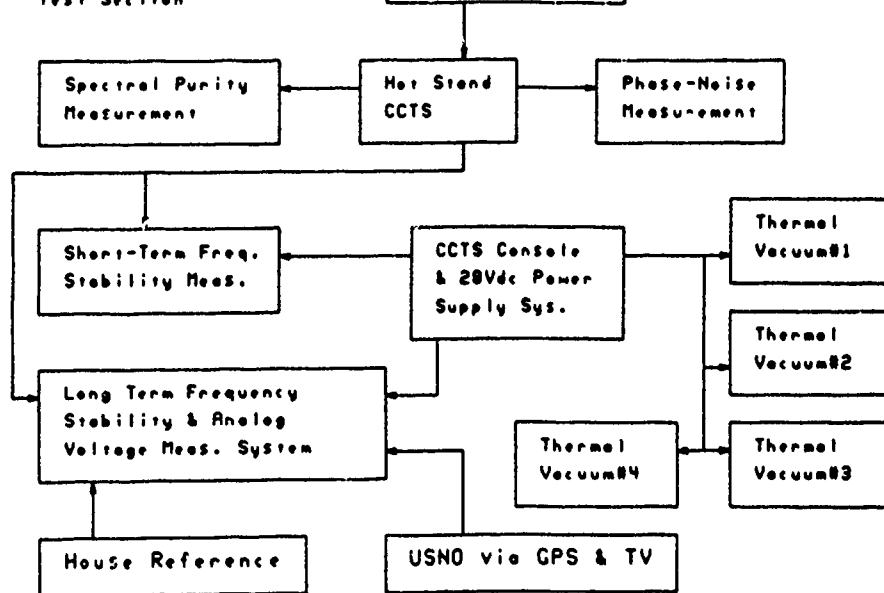 Test Section
Spectral Purity
Measurement
Hot Stand
CCTS
Phase-Noise
Measurement
Short-Term Freq.
Stability Meas.
CCTS Console
& 28Vdc Power
Supply Sys.
Thermal
Vacuum#1
Thermal
Vacuum#2
Long Term Frequency
Stability & Analog
Voltage Meas. System
Thermal
Vacuum#4
Thermal
Vacuum#3
House Reference
USNO via GPS & TV